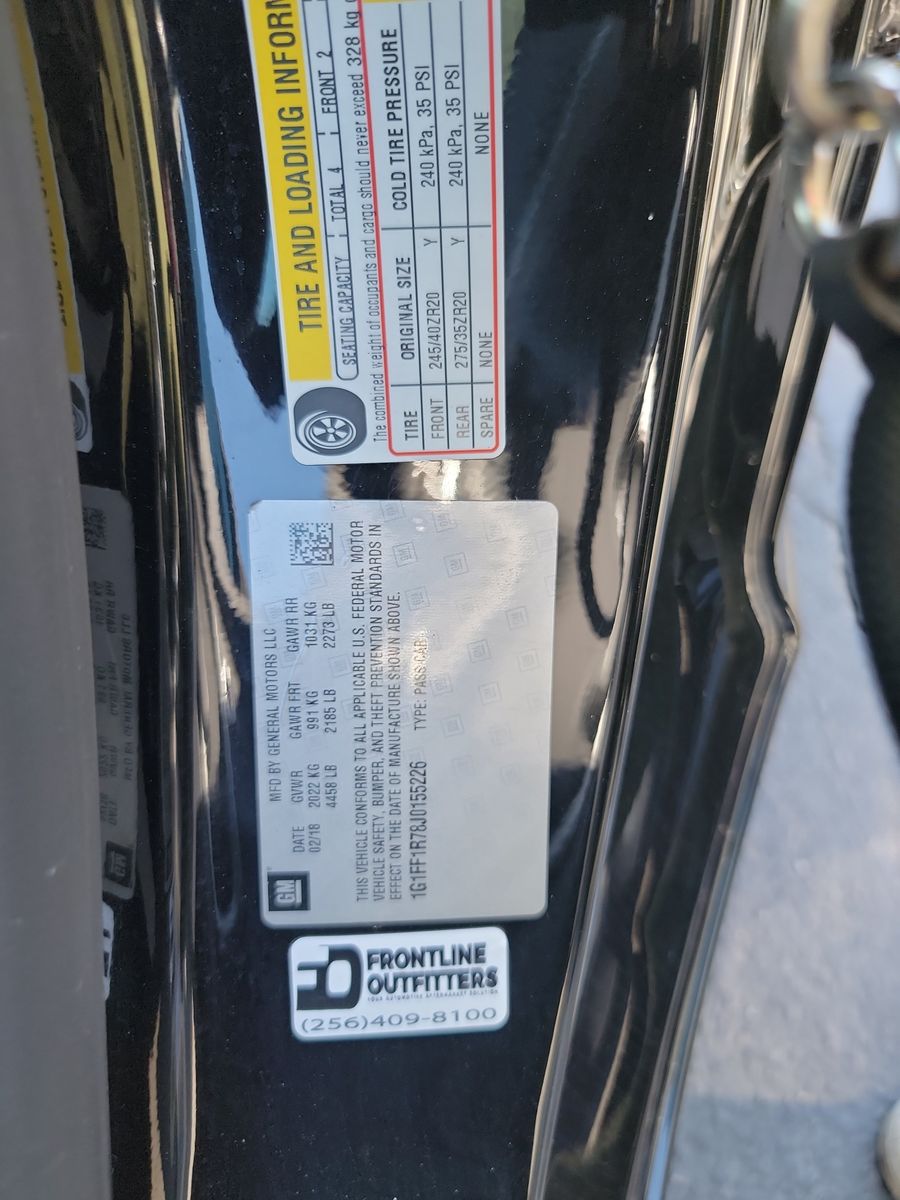 TIRE AND LOADING INFORM
SEATING CAPACITY TOTAL 4 FRONT 2
The combined weight of occupants and cargo should never exceed 328 kg
TIRE ORIGINAL SIZE COLD TIRE PRESSURE
FRONT 245/40ZR20 Y 240 kPa, 35 PSI
REAR 275/35ZR20 Y 240 kPa, 35 PSI
SPARE NONE NONE
GM
MFD BY GENERAL MOTORS LLC
DATE GVWR GAWR FRT GAWR RR
02/18 2022 KG 991 KG 1031 KG
4458 LB 2185 LB 2273 LB
THIS VEHICLE CONFORMS TO ALL APPLICABLE U.S. FEDERAL MOTOR
VEHICLE SAFETY, BUMPER, AND THEFT PREVENTION STANDARDS IN
EFFECT ON THE DATE OF MANUFACTURE SHOWN ABOVE.
1G1FF1R78J0155226 TYPE: PASS CAR
FRONTLINE
OUTFITTERS
YOUR AUTOMOTIVE AFTERMARKET SOLUTION
(256)409-8100